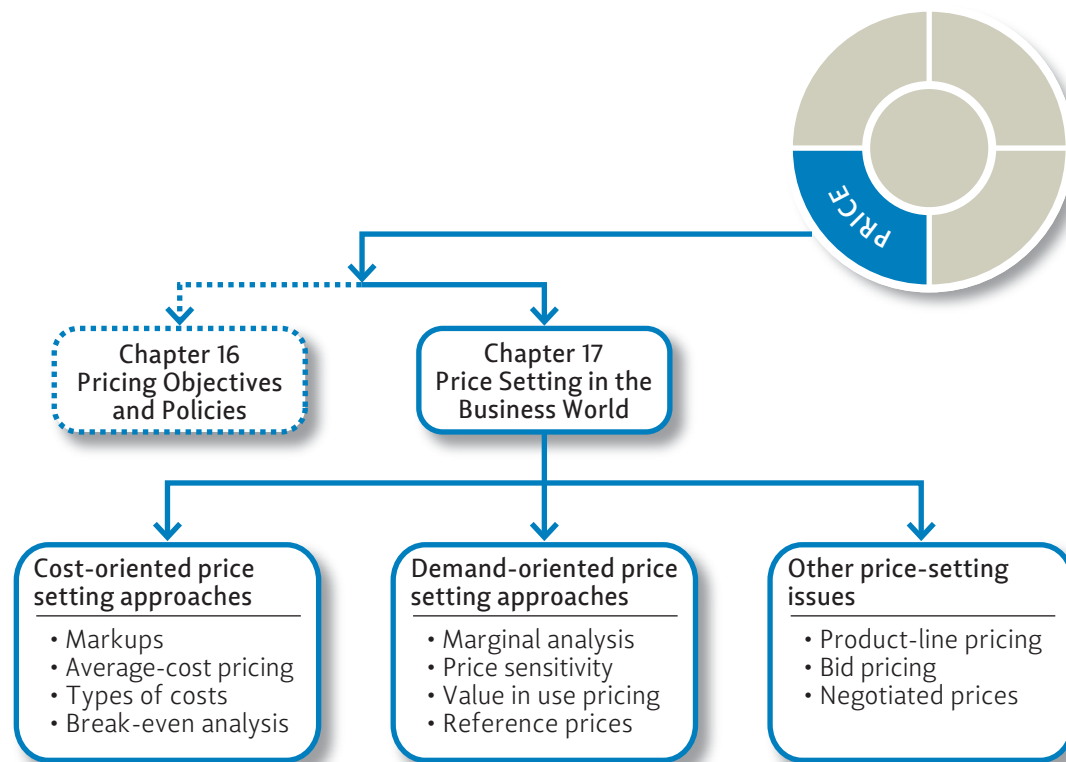 PRICE
Chapter 16
Pricing Objectives
and Policies
Chapter 17
Price Setting in the
Business World
Cost-oriented price
setting approaches
• Markups
• Average-cost pricing
• Types of costs
• Break-even analysis
Demand-oriented price
setting approaches
• Marginal analysis
• Price sensitivity
• Value in use pricing
• Reference prices
Other price-setting
issues
• Product-line pricing
• Bid pricing
• Negotiated prices